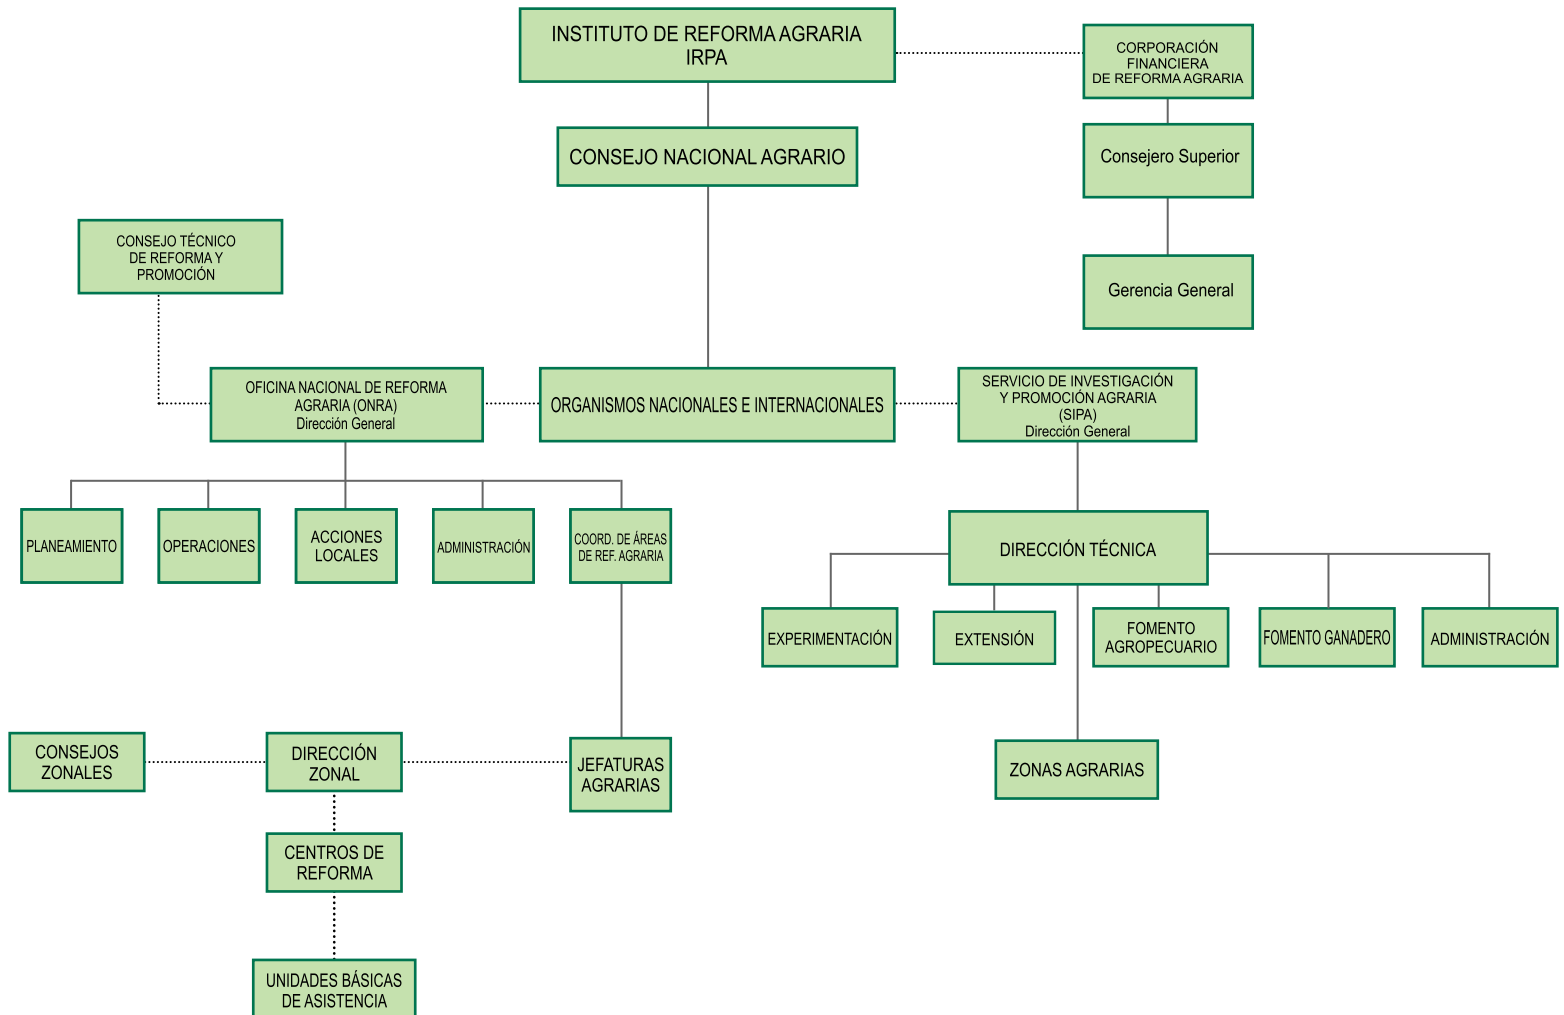 INSTITUTO DE REFORMA AGRARIA
IRPA
CORPORACIÓN
FINANCIERA
DE REFORMA AGRARIA
CONSEJO NACIONAL AGRARIO
Consejero Superior
CONSEJO TÉCNICO
DE REFORMA Y
PROMOCIÓN
Gerencia General
OFICINA NACIONAL DE REFORMA
AGRARIA (ONRA)
Dirección General
ORGANISMOS NACIONALES E INTERNACIONALES
SERVICIO DE INVESTIGACIÓN
Y PROMOCIÓN AGRARIA
(SIPA)
Dirección General
PLANEAMIENTO
OPERACIONES
ACCIONES
LOCALES
ADMINISTRACIÓN
COORD. DE ÁREAS
DE REF. AGRARIA
DIRECCIÓN TÉCNICA
EXPERIMENTACIÓN
EXTENSIÓN
FOMENTO
AGROPECUARIO
FOMENTO GANADERO
ADMINISTRACIÓN
CONSEJOS
ZONALES
DIRECCIÓN
ZONAL
JEFATURAS
AGRARIAS
ZONAS AGRARIAS
CENTROS DE
REFORMA
UNIDADES BÁSICAS
DE ASISTENCIA